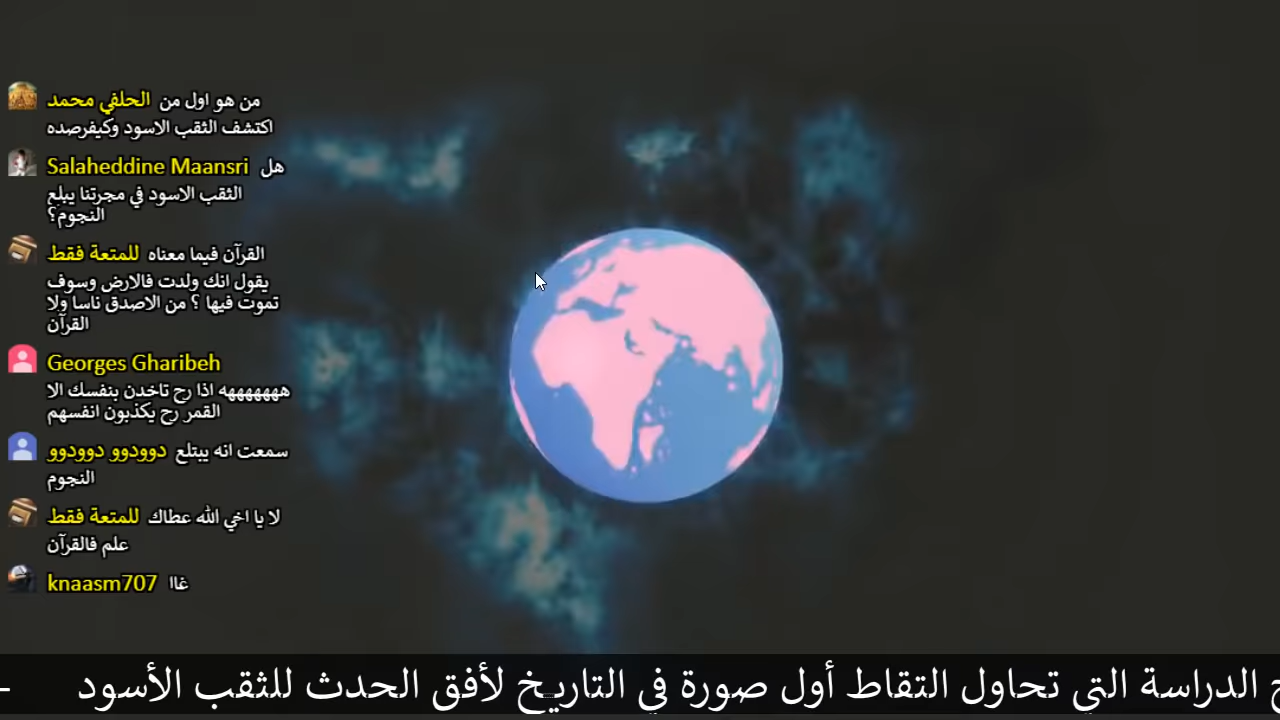 الحلفي محمد من هو اول من
اكتشف الثقب الاسود وكيفرصده
Salaheddine Maansri هل
الثقب الاسود في مجرتنا يبلع
النجوم؟
للمتعة فقط القرآن فيما معناه
يقول انك ولدت فالارض وسوف
تموت فيها ؟ من الاصدق ناسا ولا
القرآن
Georges Gharibeh
هههههههه اذا رح تاخدن بنفسك الا
القمر رح يكذبون انفسهم
دوودوو دوودوو سمعت انه يبتلع
النجوم
للمتعة فقط لا يا اخي الله عطاك
علم فالقرآن
knaasm707 غاا
الدراسة التي تحاول التقاط أول صورة في التاريخ لأفق الحدث للثقب الأسود -